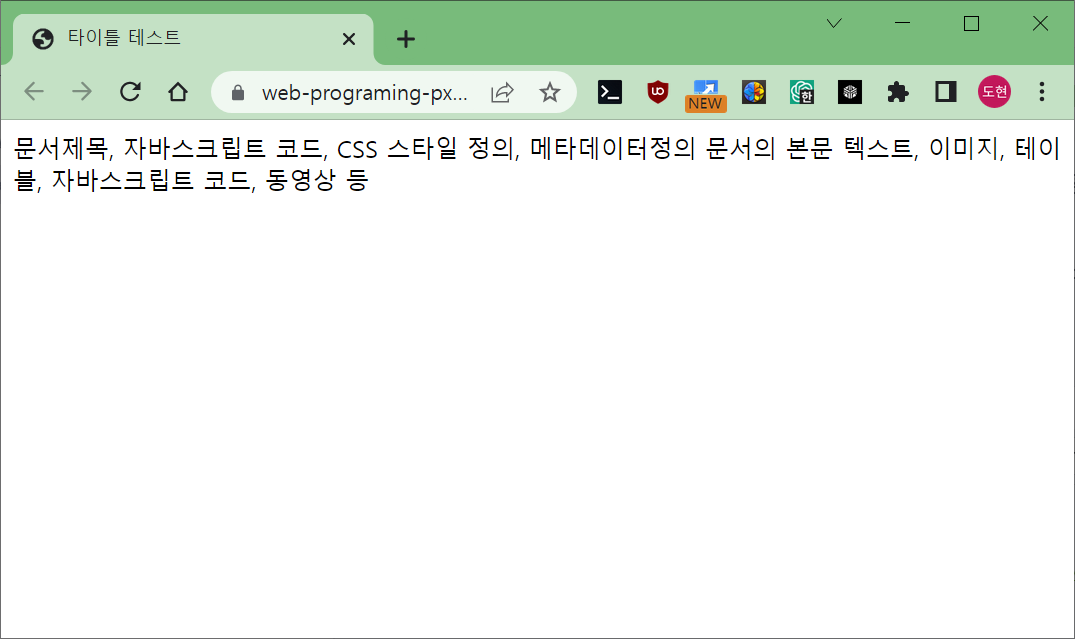 타이틀 테스트
web-programing-px...
NEW
한
도현
문서제목, 자바스크립트 코드, CSS 스타일 정의, 메타데이터정의 문서의 본문 텍스트, 이미지, 테이
블, 자바스크립트 코드, 동영상 등